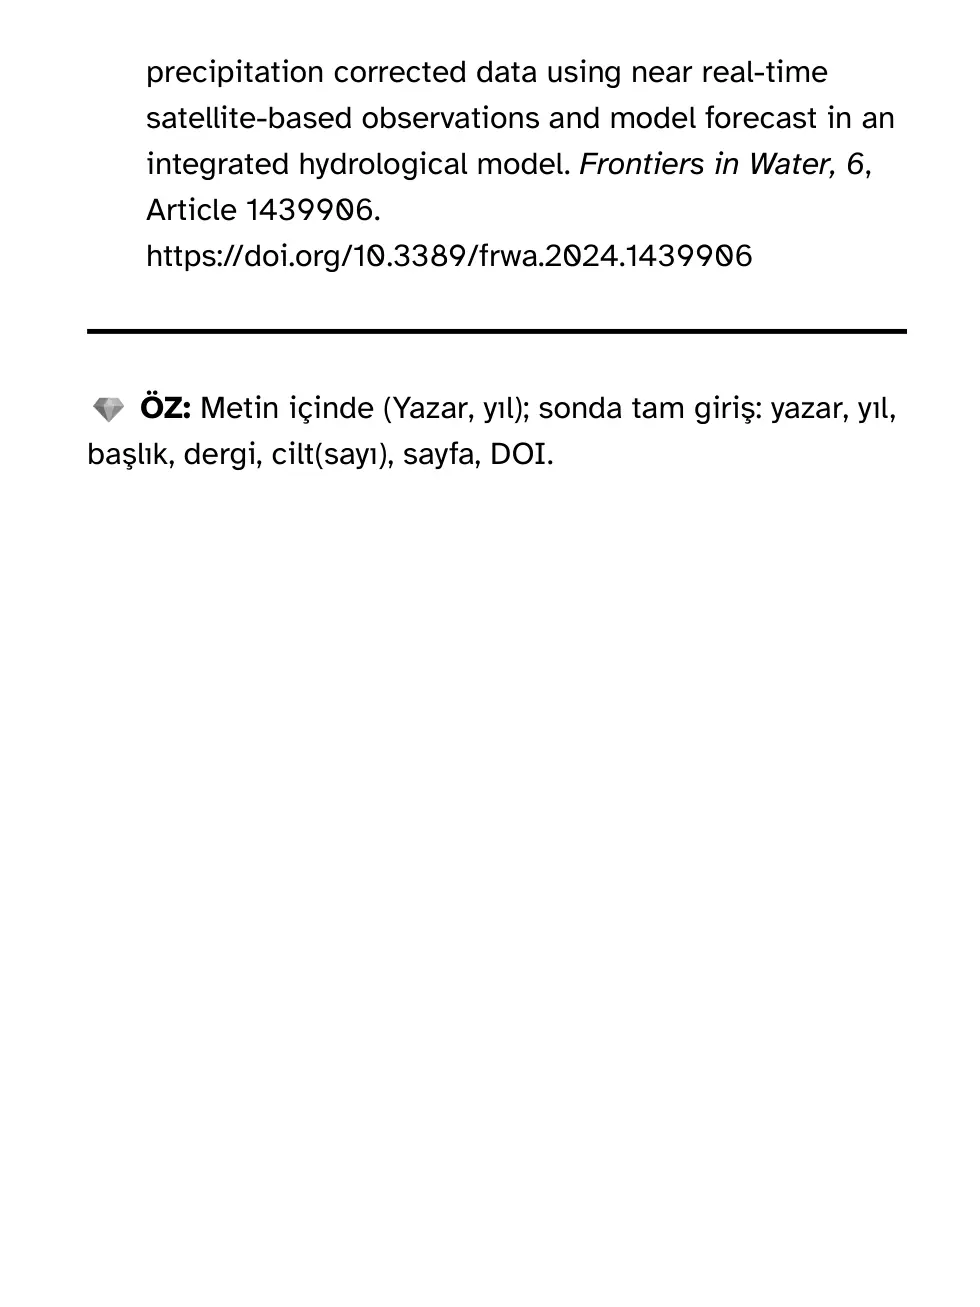 precipitation corrected data using near real-time
satellite-based observations and model forecast in an
integrated hydrological model. Frontiers in Water, 6,
Article 1439906.
https://doi.org/10.3389/frwa.2024.1439906
ÖZ: Metin içinde (Yazar, yıl); sonda tam giriş: yazar, yıl,
başlık, dergi, cilt(sayı), sayfa, DOI.